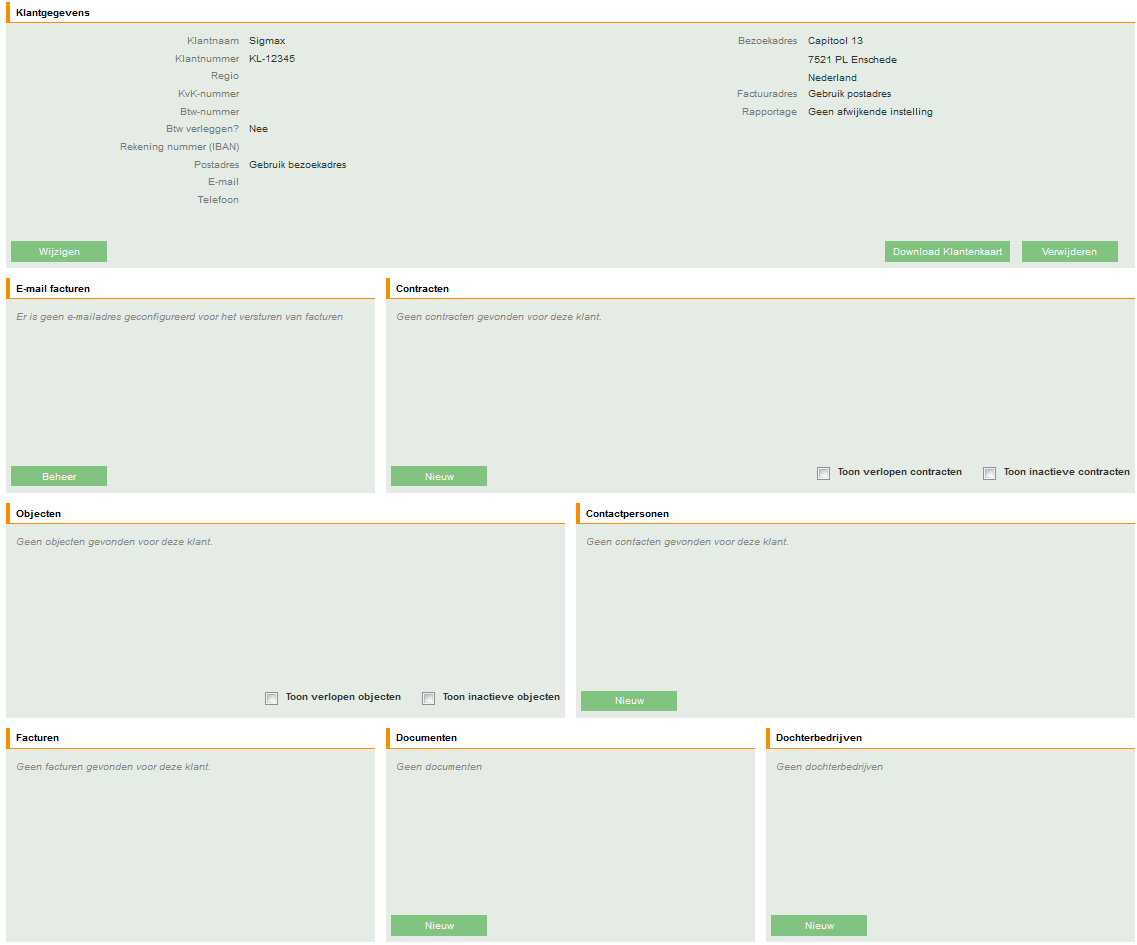 Klantgegevens
Klantnaam Sigmax
Klantnummer KL-12345
Regio
KvK-nummer
Btw-nummer
Btw verleggen? Nee
Rekening nummer (IBAN)
Postadres Gebruik bezoekadres
E-mail
Telefoon
Bezoekadres Capitool 13
7521 PL Enschede
Nederland
Factuuradres Gebruik postadres
Rapportage Geen afwijkende instelling
Wijzigen
Download Klantenkaart
Verwijderen
E-mail facturen
Er is geen e-mailadres geconfigureerd voor het versturen van facturen
Beheer
Contracten
Geen contracten gevonden voor deze klant.
Nieuw
Toon verlopen contracten
Toon inactieve contracten
Objecten
Geen objecten gevonden voor deze klant.
Toon verlopen objecten
Toon inactieve objecten
Contactpersonen
Geen contacten gevonden voor deze klant.
Nieuw
Facturen
Geen facturen gevonden voor deze klant.
Documenten
Geen documenten
Nieuw
Dochterbedrijven
Geen dochterbedrijven
Nieuw